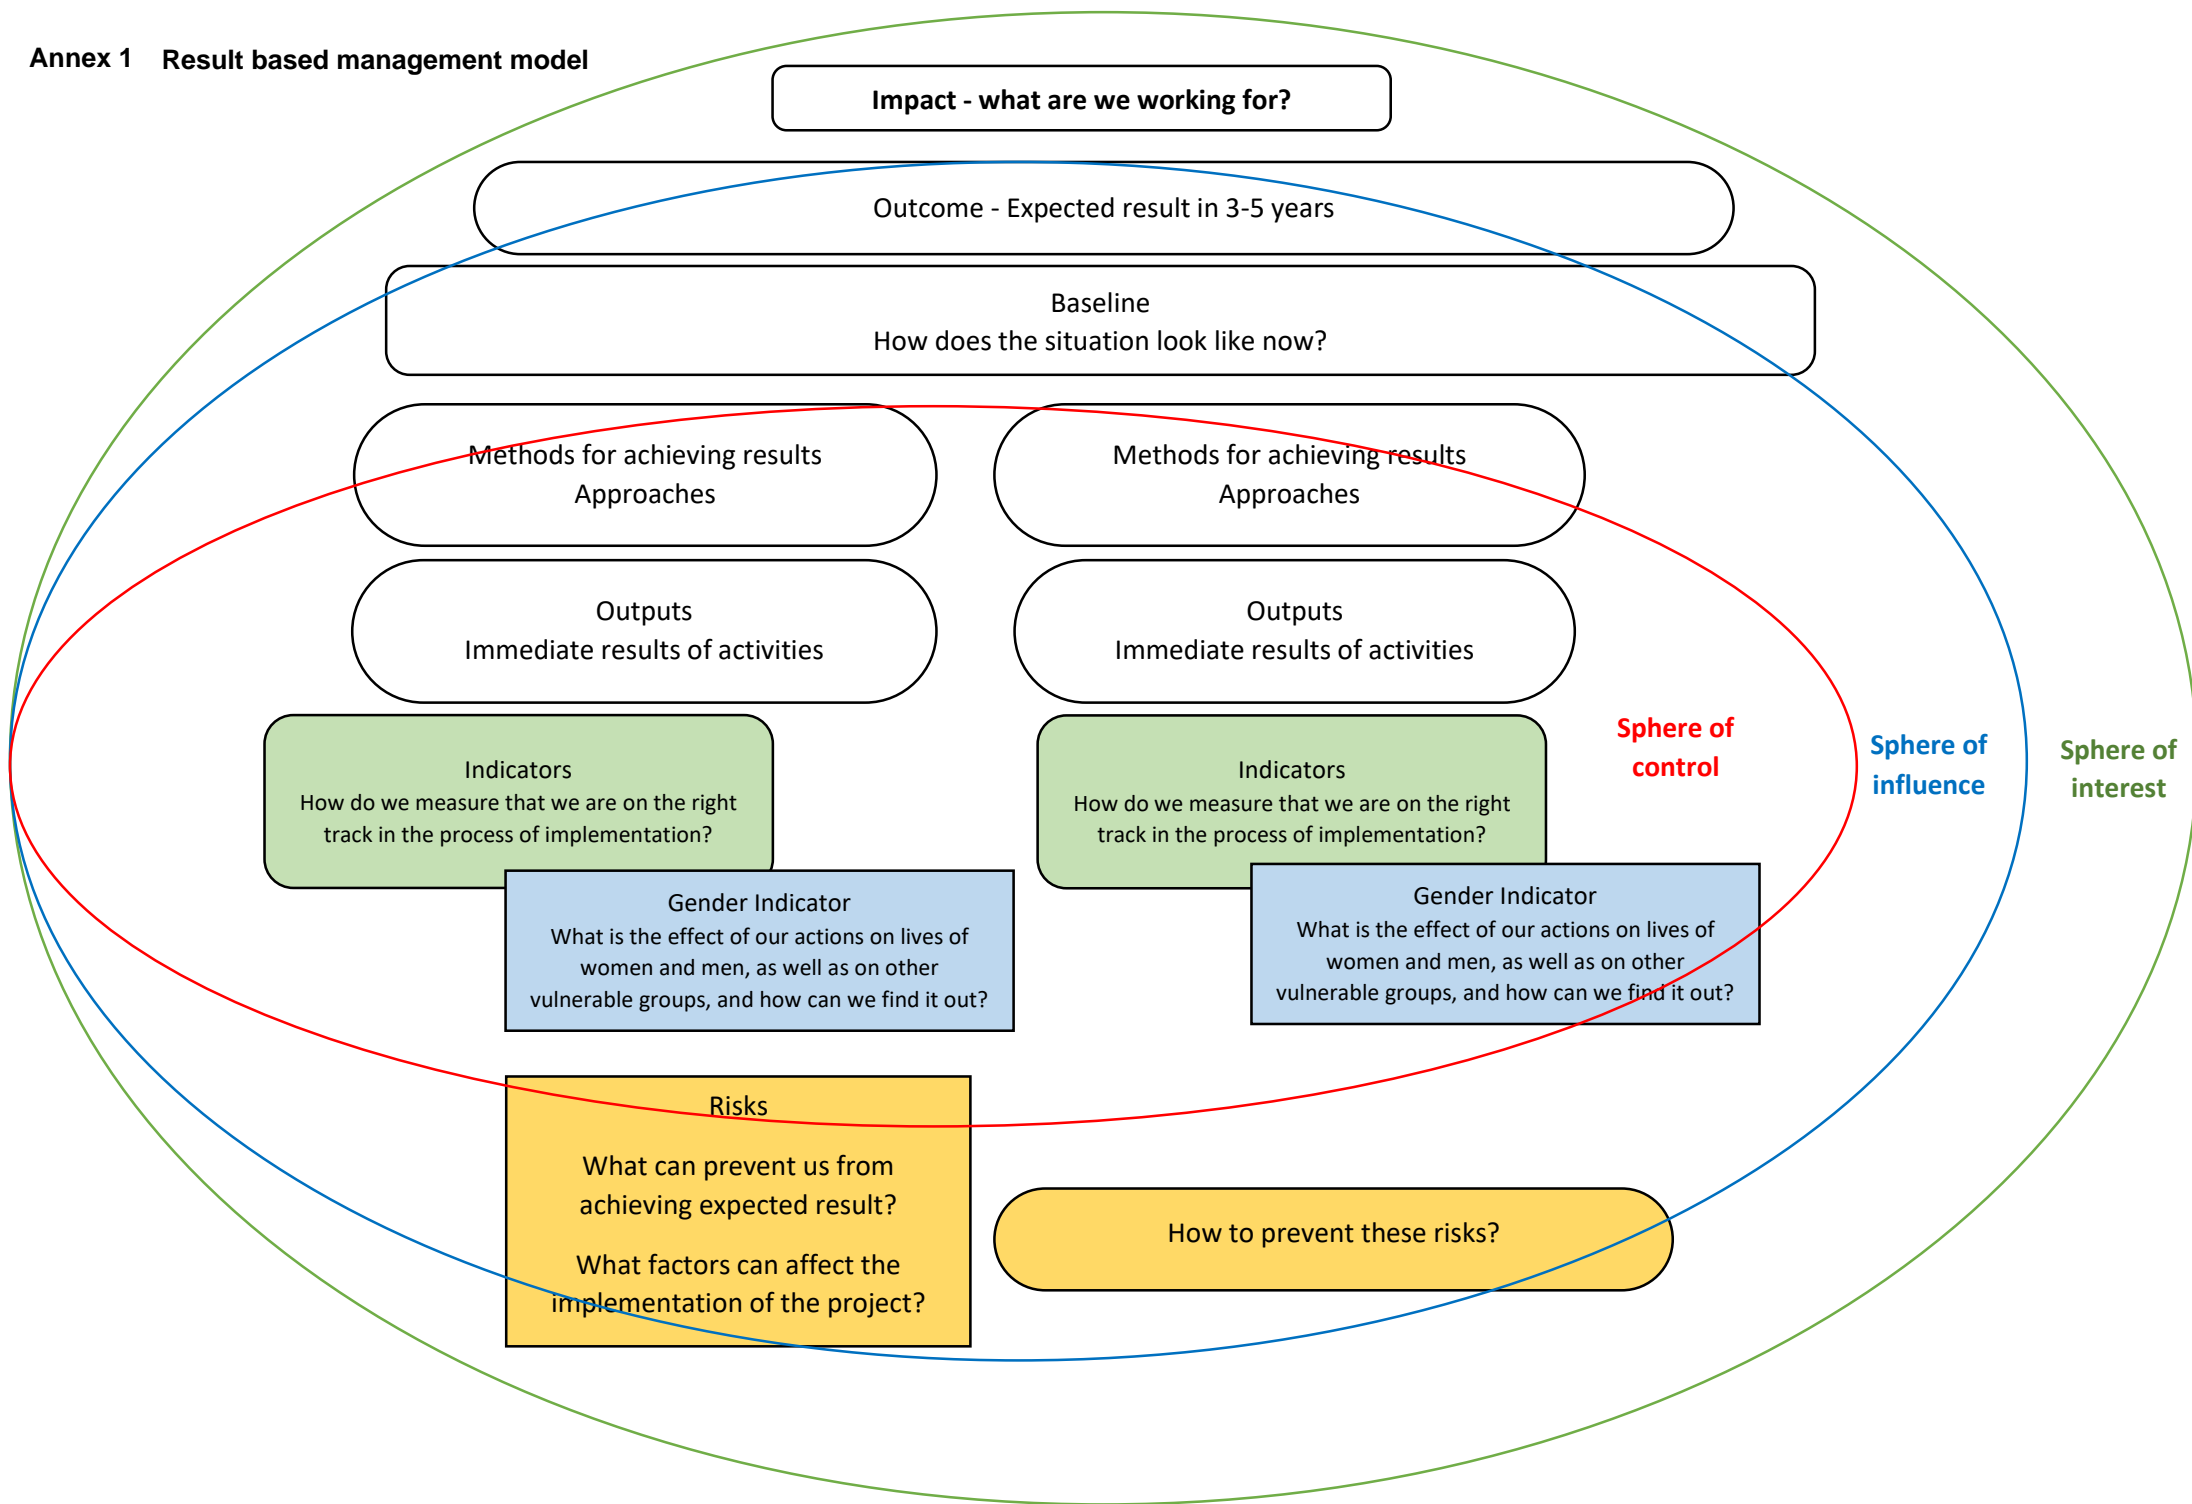 Annex 1 Result based management model
Impact - what are we working for?
Outcome - Expected result in 3-5 years
Baseline
How does the situation look like now?
Methods for achieving results
Approaches
Methods for achieving results
Approaches
Outputs
Immediate results of activities
Outputs
Immediate results of activities
Indicators
How do we measure that we are on the right
track in the process of implementation?
Indicators
How do we measure that we are on the right
track in the process of implementation?
Sphere of
control
Sphere of
influence
Sphere of
interest
Gender Indicator
What is the effect of our actions on lives of
women and men, as well as on other
vulnerable groups, and how can we find it out?
Gender Indicator
What is the effect of our actions on lives of
women and men, as well as on other
vulnerable groups, and how can we find it out?
Risks
What can prevent us from
achieving expected result?
What factors can affect the
implementation of the project?
How to prevent these risks?